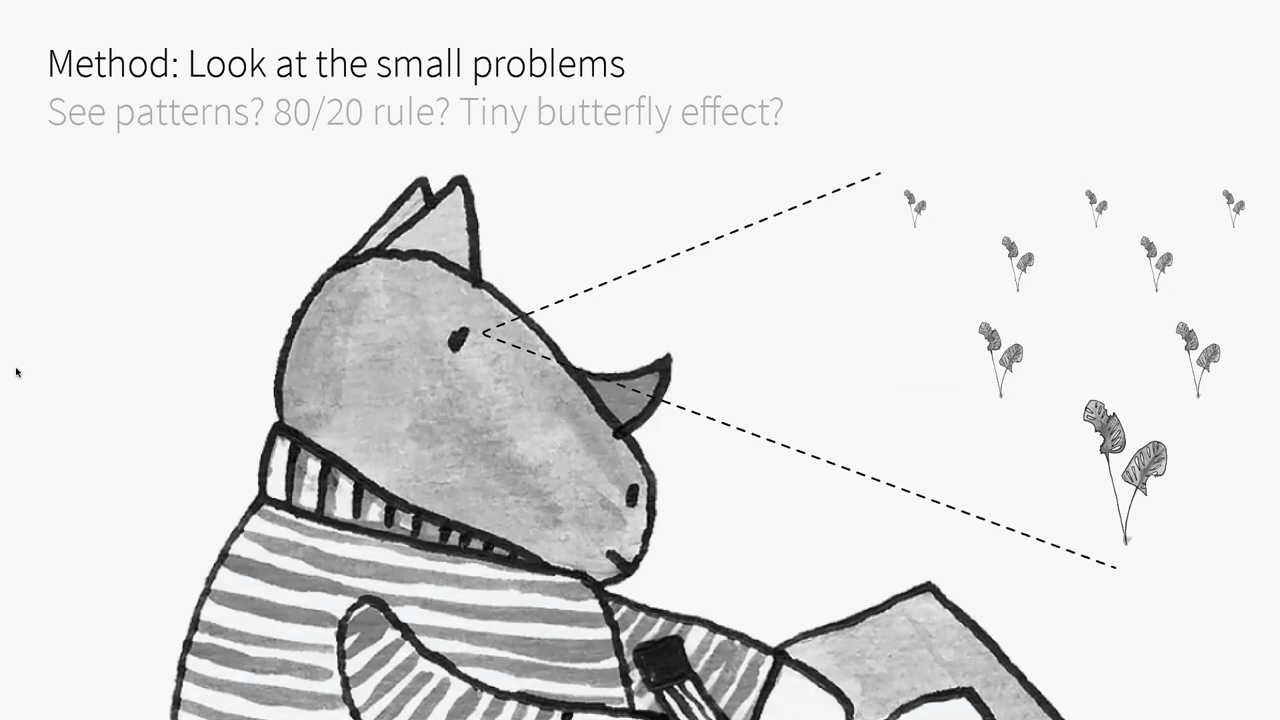 Method: Look at the small problems
See patterns? 80/20 rule? Tiny butterfly effect?